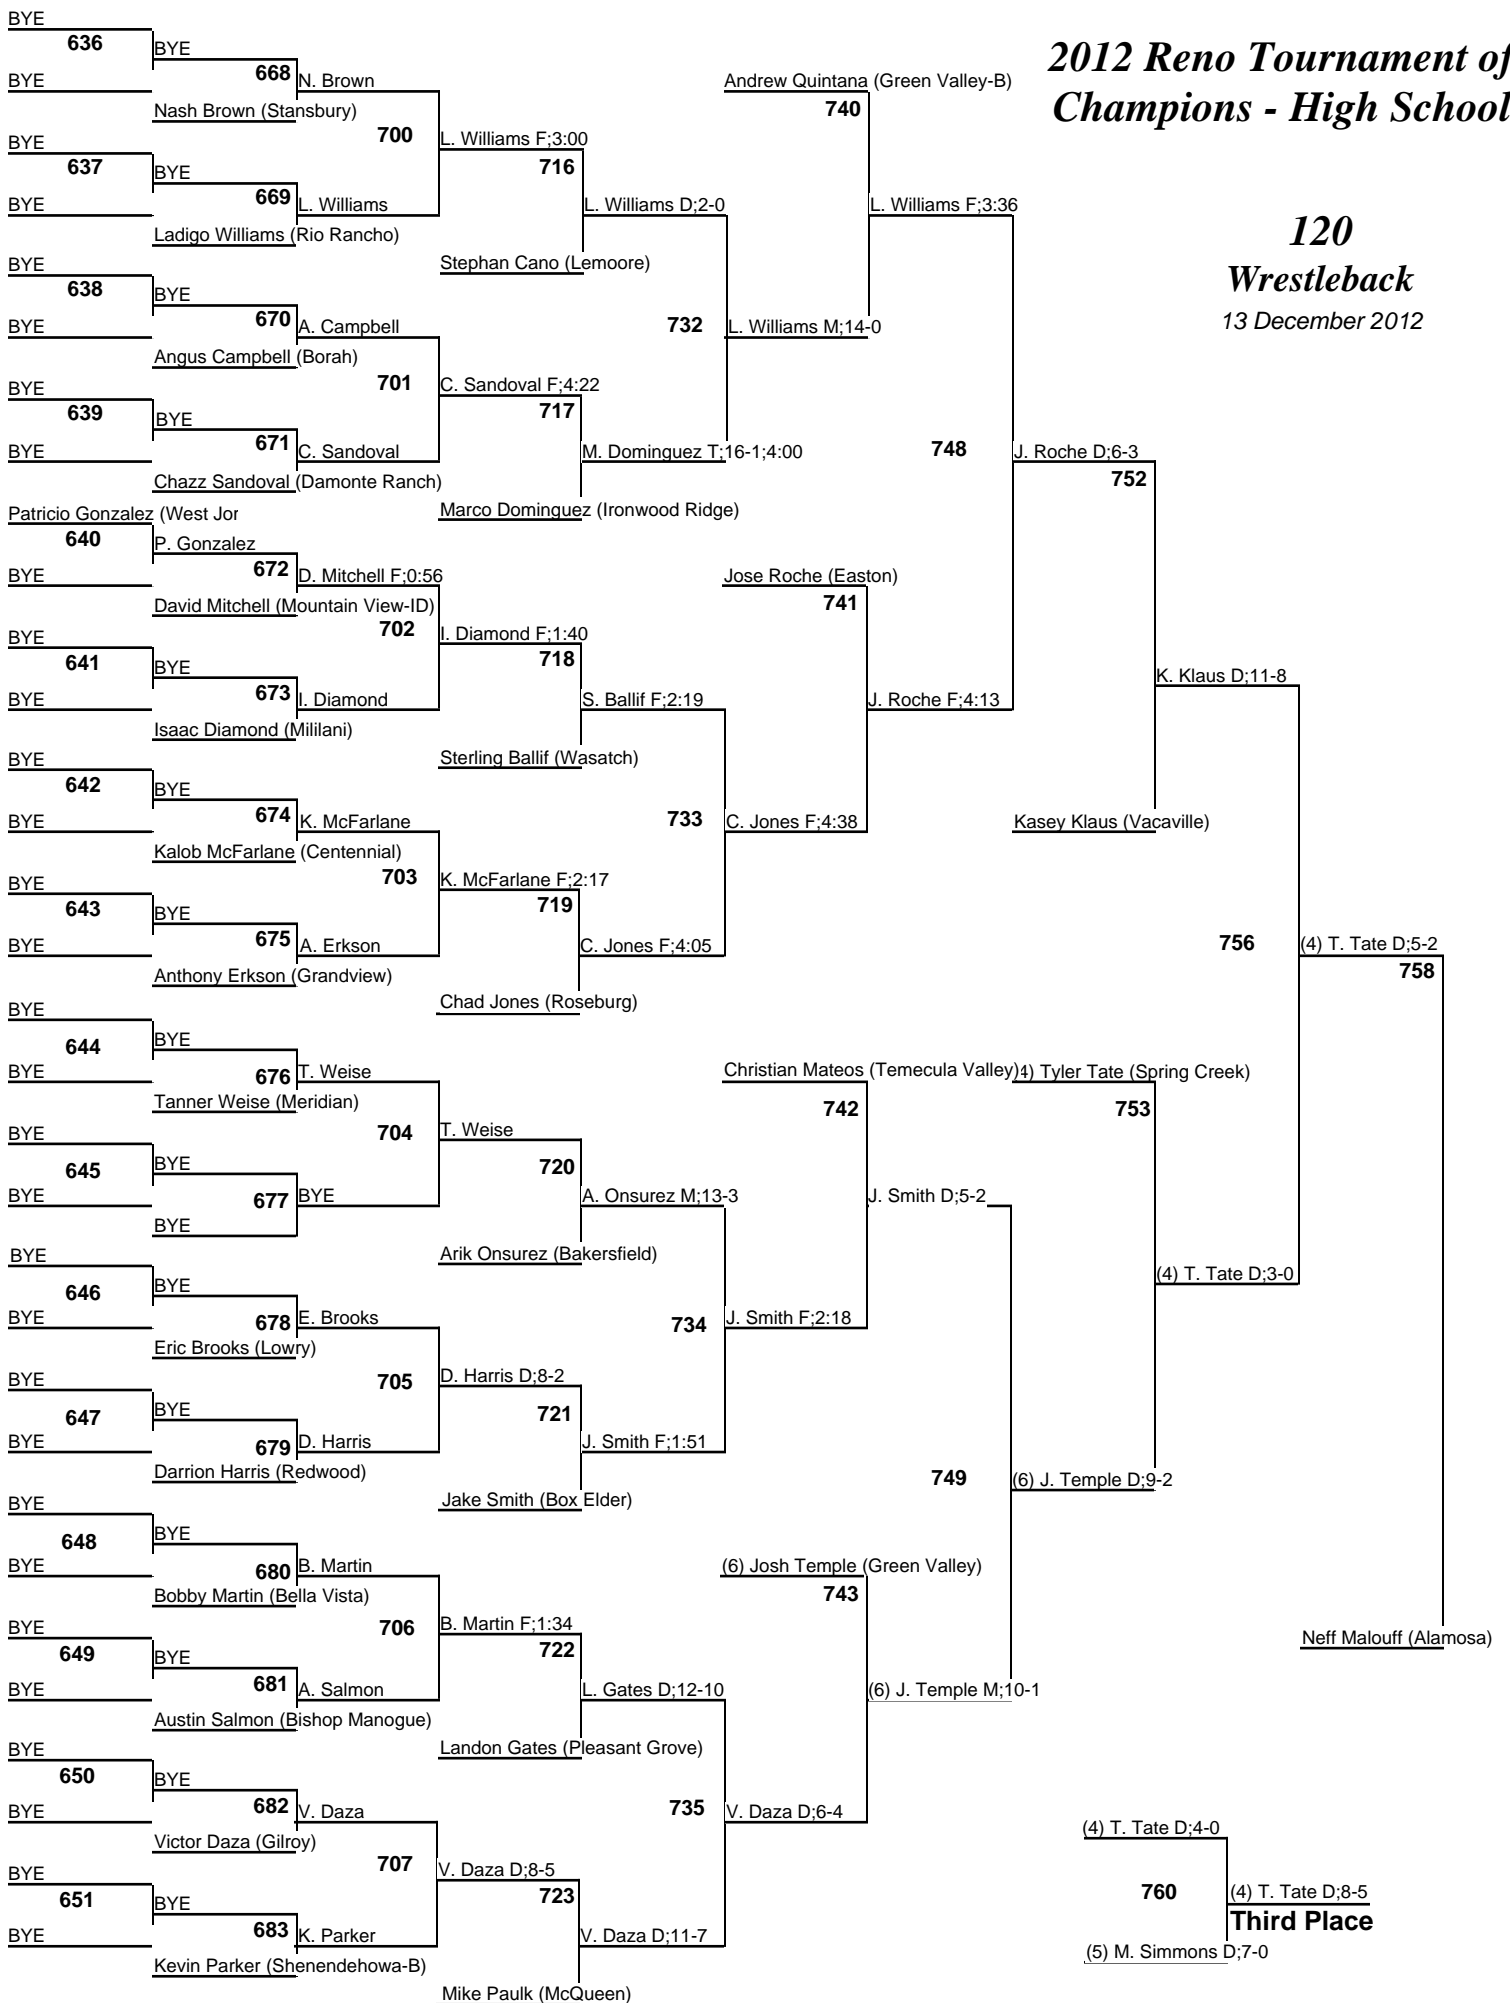 BYE
636
BYE
BYE
668
N. Brown
Nash Brown (Stansbury)
700
BYE
637
BYE
BYE
669
L. Williams
Ladigo Williams (Rio Rancho)
L. Williams F;3:00
716
L. Williams D;2-0
Stephan Cano (Lemoore)
BYE
638
BYE
BYE
670
A. Campbell
Angus Campbell (Borah)
701
BYE
639
BYE
BYE
671
C. Sandoval
Chazz Sandoval (Damonte Ranch)
C. Sandoval F;4:22
717
M. Dominguez T;16-1;4:00
Marco Dominguez (Ironwood Ridge)
732
L. Williams M;14-0
Andrew Quintana (Green Valley-B)
740
L. Williams F;3:36
2012 Reno Tournament of
Champions - High School
120
Wrestleback
13 December 2012
Patricio Gonzalez (West Jor
640
BYE
P. Gonzalez
672
D. Mitchell F;0:56
David Mitchell (Mountain View-ID)
702
BYE
641
BYE
BYE
673
I. Diamond
Isaac Diamond (Mililani)
I. Diamond F;1:40
718
S. Ballif F;2:19
Sterling Ballif (Wasatch)
BYE
642
BYE
BYE
674
K. McFarlane
Kalob McFarlane (Centennial)
703
BYE
643
BYE
BYE
675
A. Erkson
Anthony Erkson (Grandview)
K. McFarlane F;2:17
719
C. Jones F;4:05
Chad Jones (Roseburg)
733
C. Jones F;4:38
Jose Roche (Easton)
741
J. Roche F;4:13
748
J. Roche D;6-3
752
Kasey Klaus (Vacaville)
K. Klaus D;11-8
BYE
644
BYE
BYE
676
T. Weise
Tanner Weise (Meridian)
704
BYE
645
BYE
BYE
677
BYE
BYE
T. Weise
720
A. Onsurez M;13-3
Arik Onsurez (Bakersfield)
BYE
646
BYE
BYE
678
E. Brooks
Eric Brooks (Lowry)
705
BYE
647
BYE
BYE
679
D. Harris
Darrion Harris (Redwood)
D. Harris D;8-2
721
J. Smith F;1:51
Jake Smith (Box Elder)
734
J. Smith F;2:18
Christian Mateos (Temecula Valley)
742
J. Smith D;5-2
4) Tyler Tate (Spring Creek)
753
(4) T. Tate D;3-0
756
(4) T. Tate D;5-2
758
749
(6) J. Temple D;9-2
BYE
648
BYE
BYE
680
B. Martin
Bobby Martin (Bella Vista)
706
BYE
649
BYE
BYE
681
A. Salmon
Austin Salmon (Bishop Manogue)
B. Martin F;1:34
722
L. Gates D;12-10
Landon Gates (Pleasant Grove)
BYE
650
BYE
BYE
682
V. Daza
Victor Daza (Gilroy)
707
BYE
651
BYE
BYE
683
K. Parker
Kevin Parker (Shenendehowa-B)
V. Daza D;8-5
723
V. Daza D;11-7
Mike Paulk (McQueen)
735
V. Daza D;6-4
(6) Josh Temple (Green Valley)
743
(6) J. Temple M;10-1
Neff Malouff (Alamosa)
(4) T. Tate D;4-0
760
(4) T. Tate D;8-5
Third Place
(5) M. Simmons D;7-0